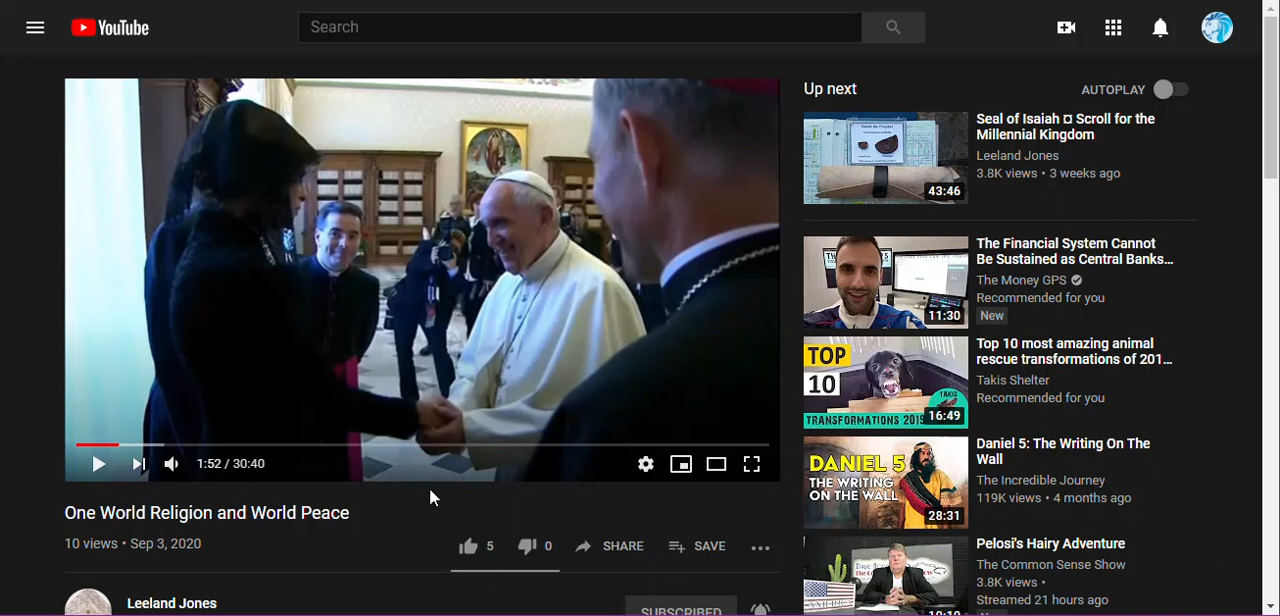 YouTube
Search
1:52 / 30:40
One World Religion and World Peace
10 views • Sep 3, 2020
5
0
SHARE
SAVE
Leeland Jones
SUBSCRIBED
Up next
AUTOPLAY
43:46
Seal of Isaiah ¤ Scroll for the
Millennial Kingdom
Leeland Jones
3.8K views • 3 weeks ago
11:30
The Financial System Cannot
Be Sustained as Central Banks...
The Money GPS
Recommended for you
New
TOP
10
TAKIS
TRANSFORMATIONS 2019
16:49
Top 10 most amazing animal
rescue transformations of 201...
Takis Shelter
Recommended for you
DANIEL 5
THE WRITING
ON THE WALL
28:31
Daniel 5: The Writing On The
Wall
The Incredible Journey
119K views • 4 months ago
Pelosi's Hairy Adventure
The Common Sense Show
3.8K views •
Streamed 21 hours ago